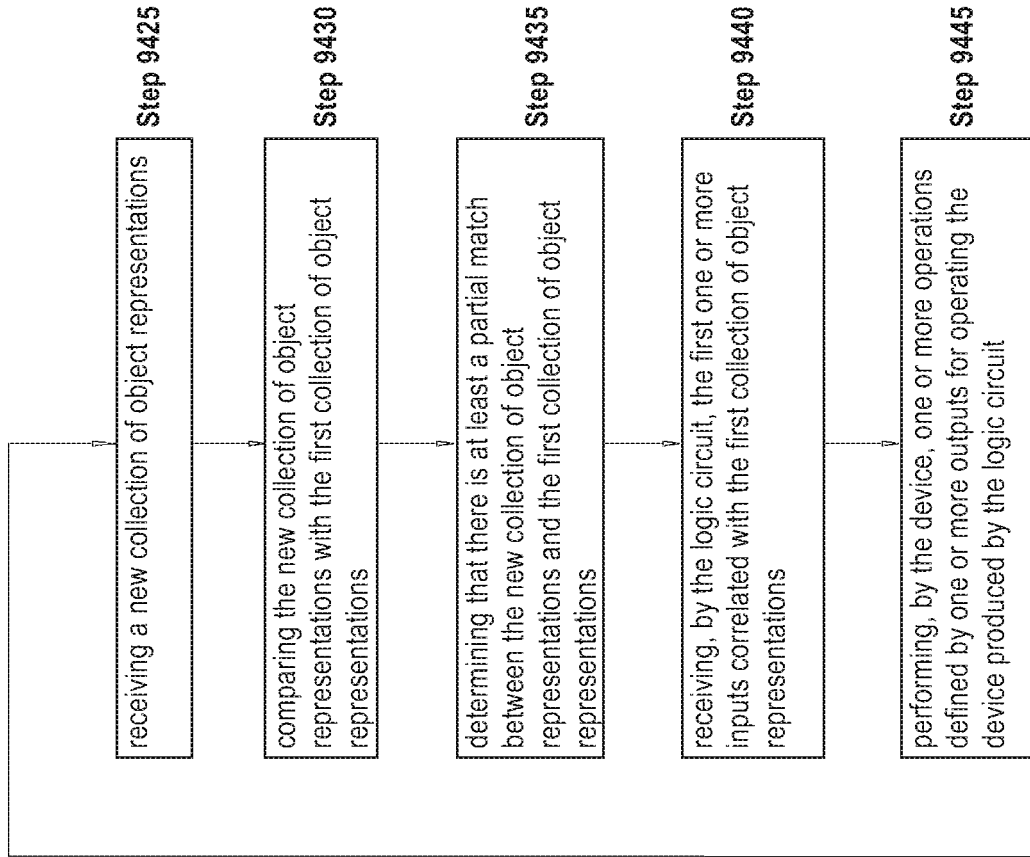 receiving a new collection of object representations
Step 9425
comparing the new collection of object
representations with the first collection of object
representations
Step 9430
determining that there is at least a partial match
between the new collection of object
representations and the first collection of object
representations
Step 9435
receiving, by the logic circuit, the first one or more
inputs correlated with the first collection of object
representations
Step 9440
performing, by the device, one or more operations
defined by one or more outputs for operating the
device produced by the logic circuit
Step 9445